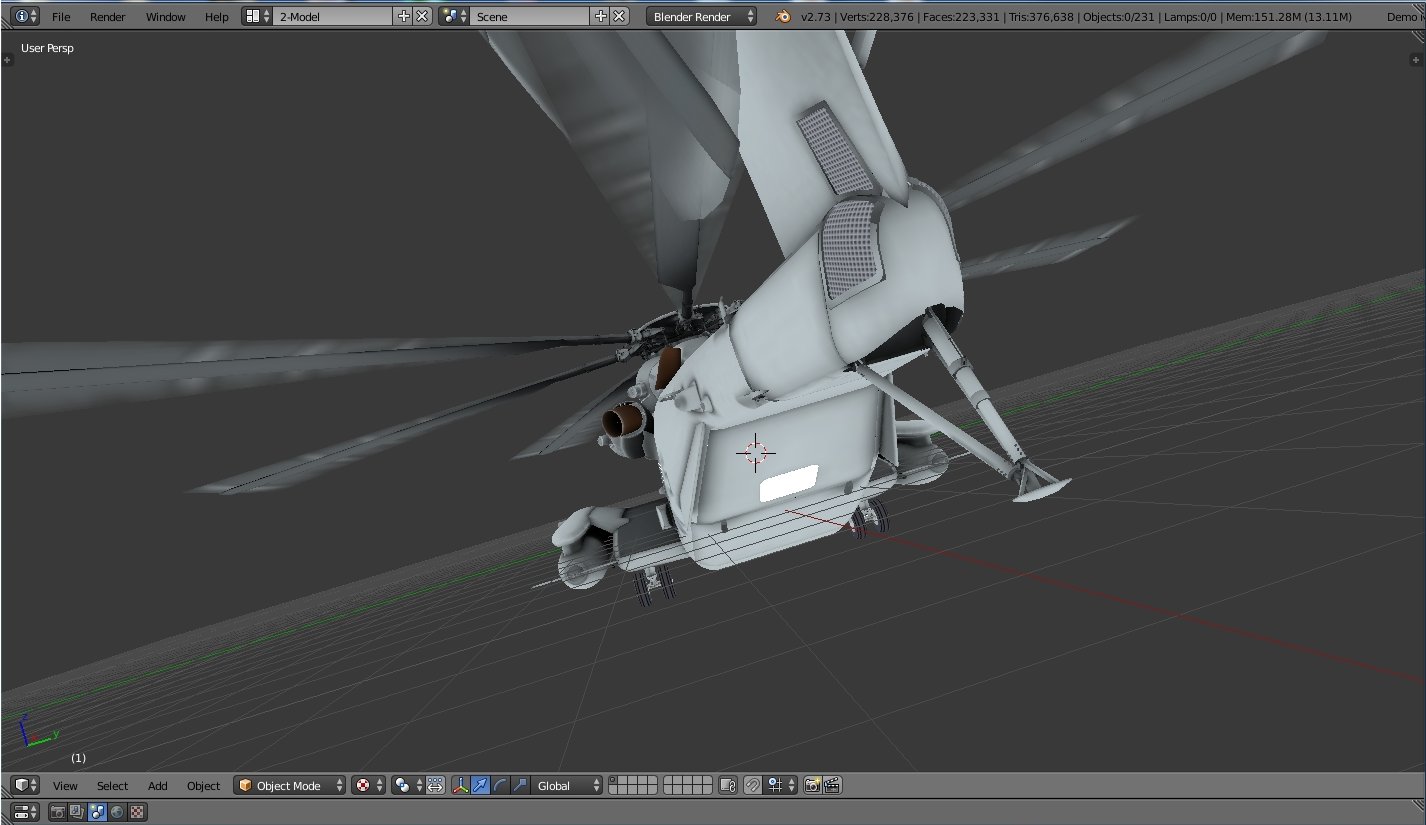 File Render Window Help 2-Model Scene Blender Render v2.73 | Verts:228,376 | Faces:223,331 | Tris:376,638 | Objects:0/231 | Lamps:0/0 | Mem:151.28M (13.11M) Demo
User Persp
z
y
(1)
View Select Add Object Object Mode Global